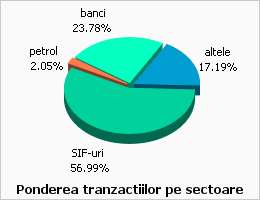 banci
23.78%
petrol
2.05%
altele
17.19%
SIF-uri
56.99%
Ponderea tranzactiilor pe sectoare